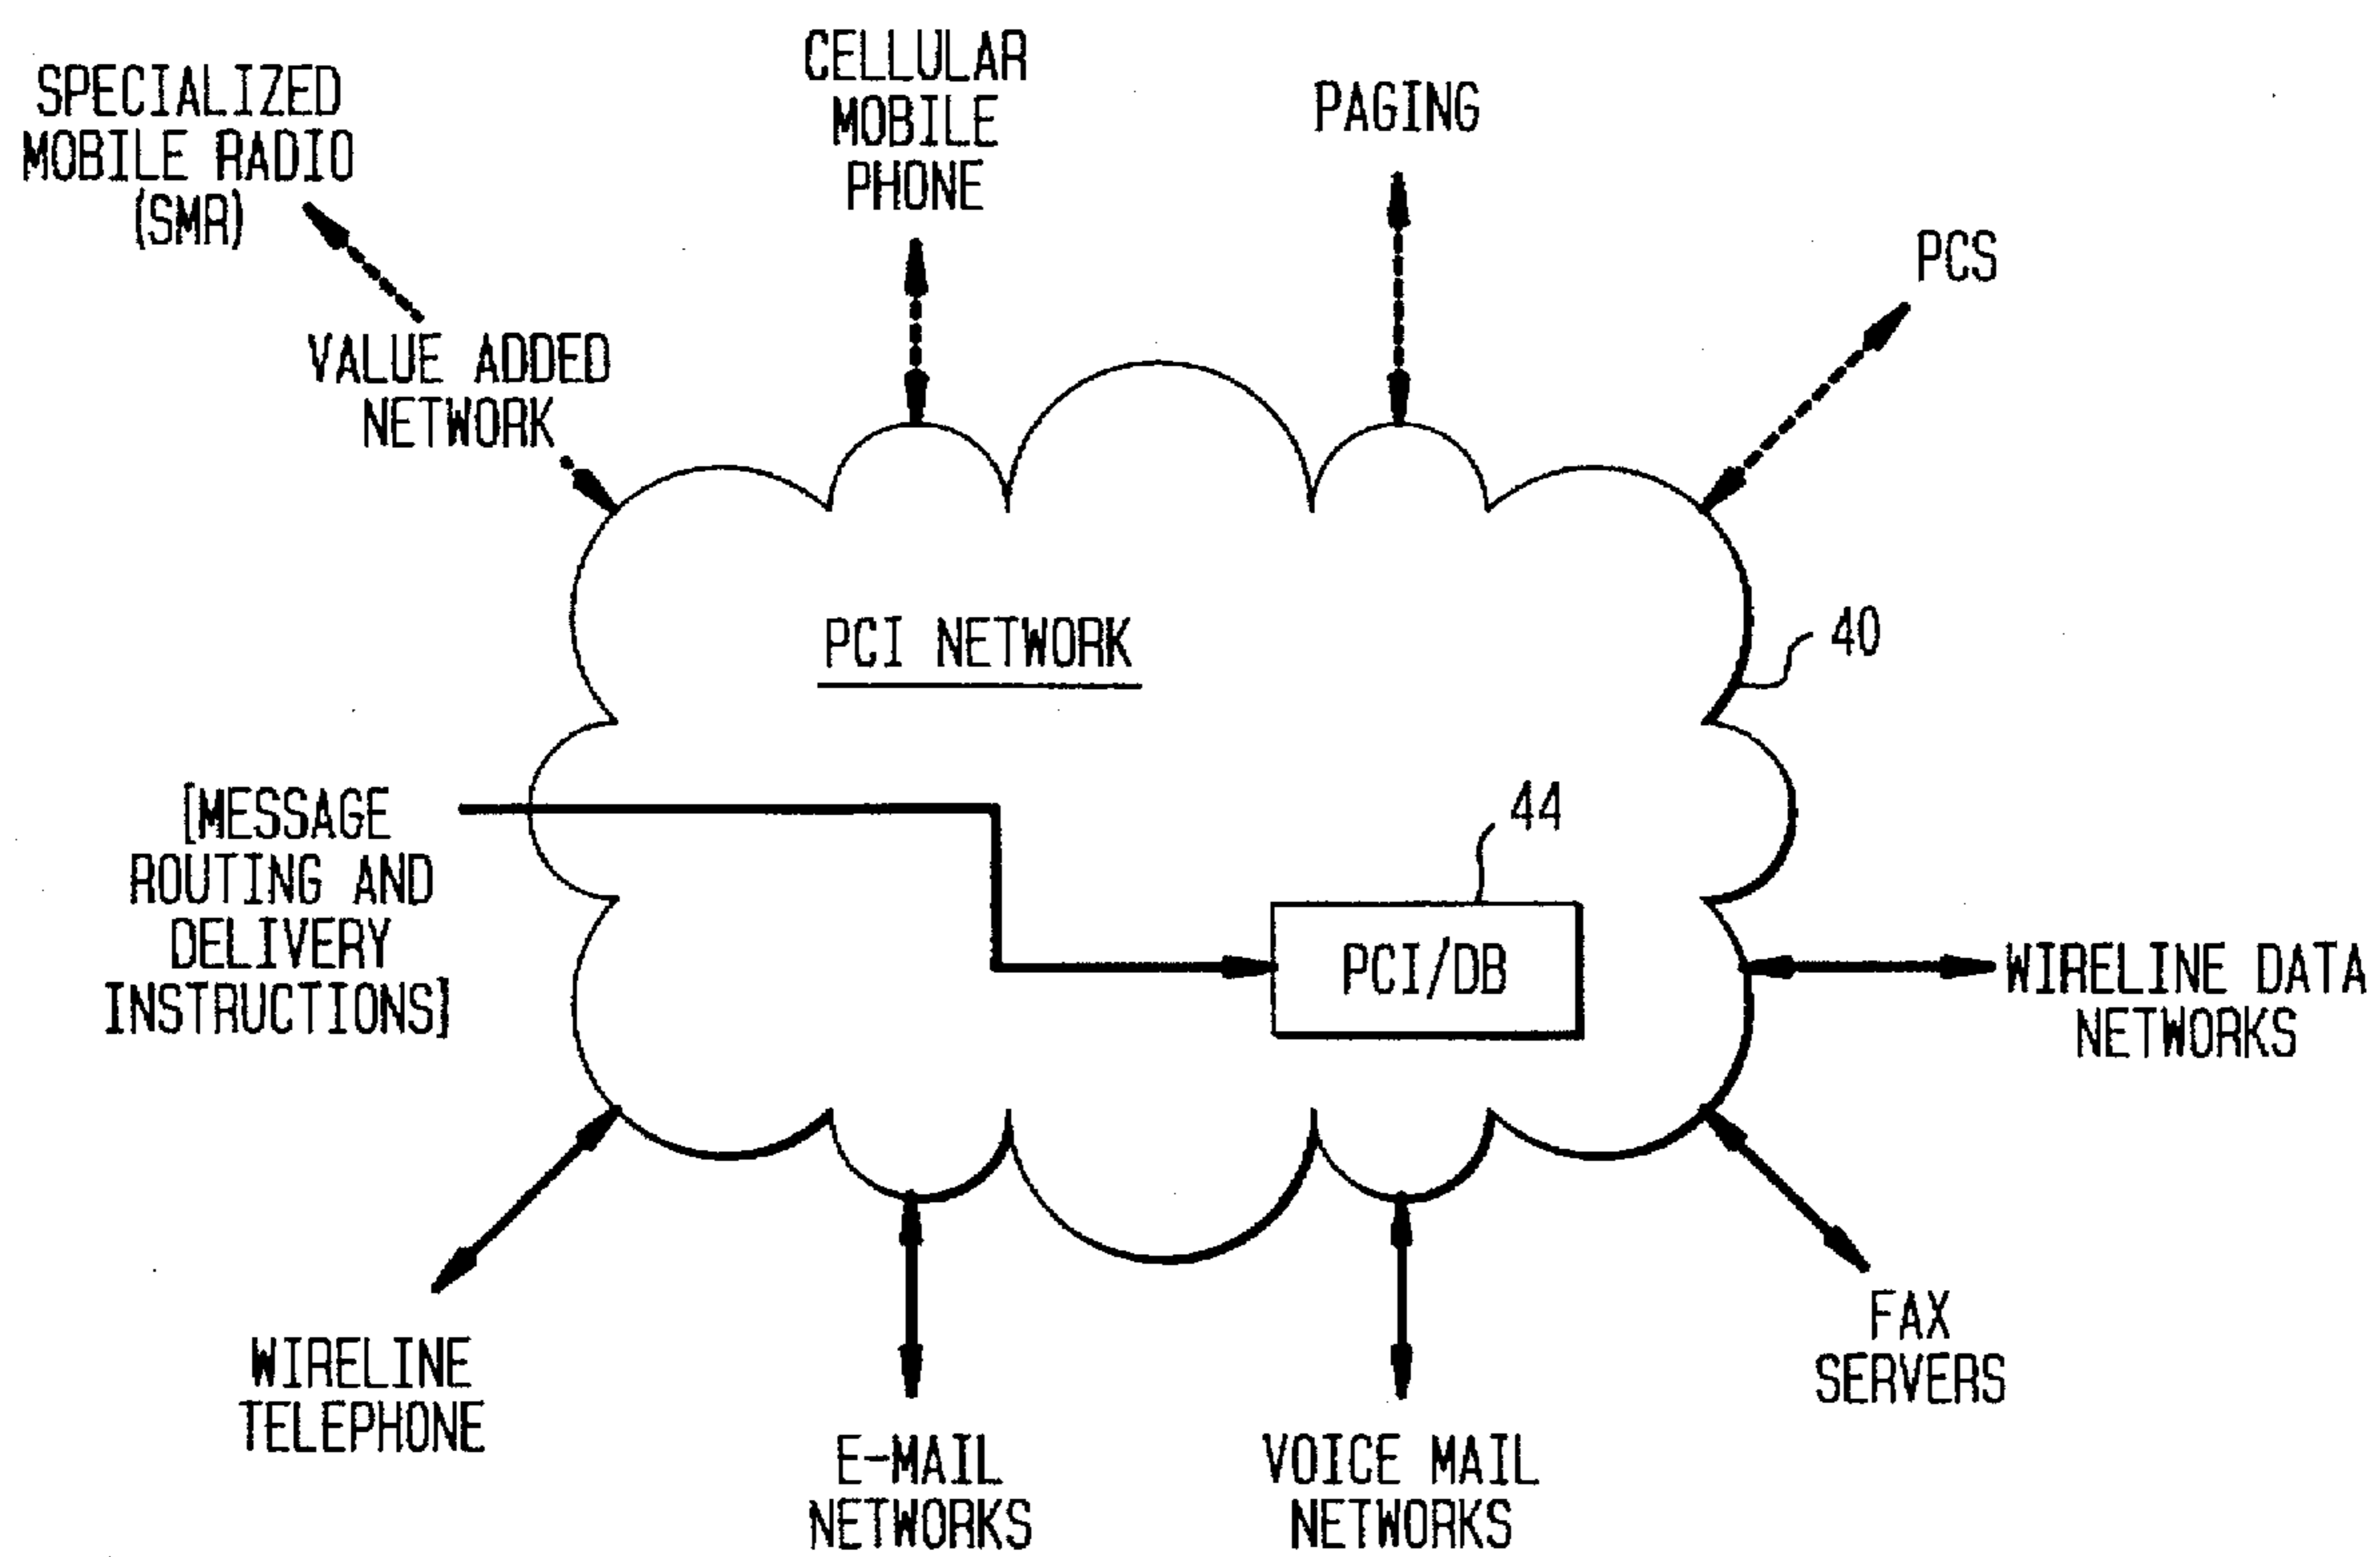 SPECIALIZED
MOBILE RADIO
(SMR)
CELLULAR
MOBILE
PHONE
PAGING
PCS
VALUE ADDED
NETWORK
PCI NETWORK
40
[MESSAGE
ROUTING AND
DELIVERY
INSTRUCTIONS]
44
PCI/DB
WIRELINE DATA
NETWORKS
WIRELINE
TELEPHONE
E-MAIL
NETWORKS
VOICE MAIL
NETWORKS
FAX
SERVERS